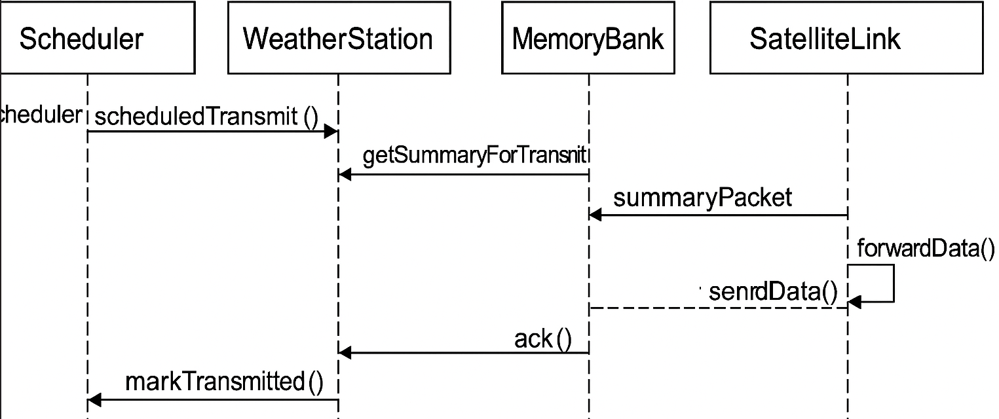 Scheduler
WeatherStation
MemoryBank
SatelliteLink
cheduler
scheduledTransmit ()
getSummaryForTransnit
summaryPacket
forwardData()
senrdData()
ack ()
markTransmitted()